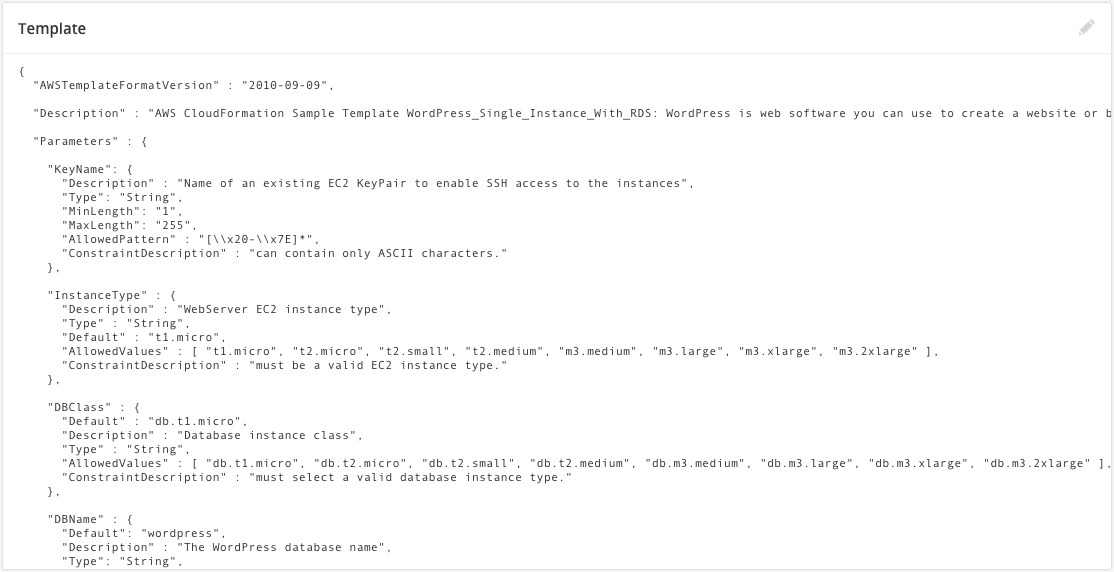 Template
{
  "AWSTemplateFormatVersion" : "2010-09-09",
  "Description" : "AWS CloudFormation Sample Template WordPress_Single_Instance_With_RDS: WordPress is web software you can use to create a website or b
  "Parameters" : {
    "KeyName": {
      "Description" : "Name of an existing EC2 KeyPair to enable SSH access to the instances",
      "Type": "String",
      "MinLength": "1",
      "MaxLength": "255",
      "AllowedPattern" : "[\\x20-\\x7E]*",
      "ConstraintDescription" : "can contain only ASCII characters."
    },
    "InstanceType" : {
      "Description" : "WebServer EC2 instance type",
      "Type" : "String",
      "Default" : "t1.micro",
      "AllowedValues" : [ "t1.micro", "t2.micro", "t2.small", "t2.medium", "m3.medium", "m3.large", "m3.xlarge", "m3.2xlarge" ],
      "ConstraintDescription" : "must be a valid EC2 instance type."
    },
    "DBClass" : {
      "Default" : "db.t1.micro",
      "Description" : "Database instance class",
      "Type" : "String",
      "AllowedValues" : [ "db.t1.micro", "db.t2.micro", "db.t2.small", "db.t2.medium", "db.m3.medium", "db.m3.large", "db.m3.xlarge", "db.m3.2xlarge" ],
      "ConstraintDescription" : "must select a valid database instance type."
    },
    "DBName" : {
      "Default": "wordpress",
      "Description" : "The WordPress database name",
      "Type": "String",